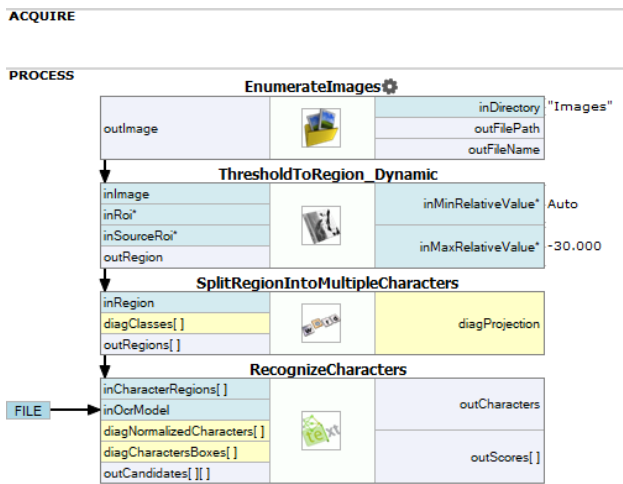 ACQUIRE
PROCESS
EnumerateImages
outImage
inDirectory "Images"
outFilePath
outFileName
ThresholdToRegion_Dynamic
inImage
inRoi*
inSourceRoi*
outRegion
inMinRelativeValue* Auto
inMaxRelativeValue* -30.000
SplitRegionIntoMultipleCharacters
inRegion
diagClasses[ ]
outRegions[ ]
diagProjection
RecognizeCharacters
inCharacterRegions[ ]
FILE inOcrModel
diagNormalizedCharacters[ ]
diagCharactersBoxes[ ]
outCandidates[ ][ ]
outCharacters
outScores[ ]